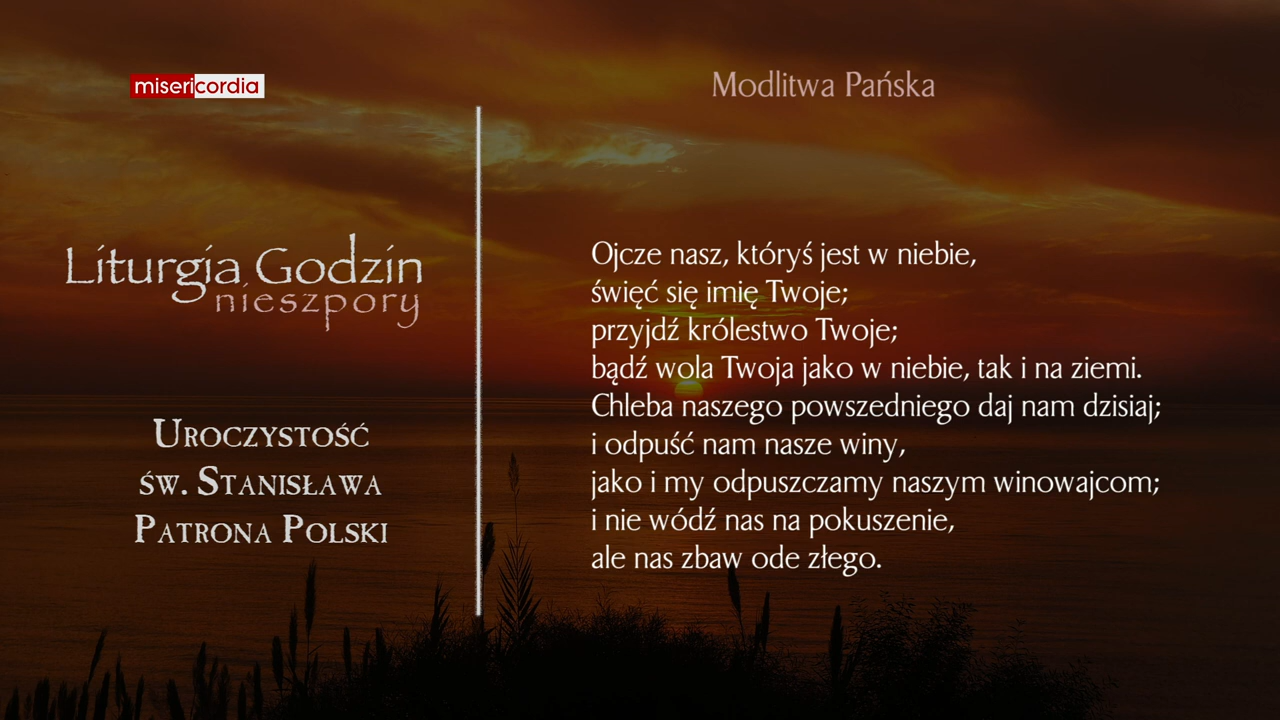 misericordia
Liturgia Godzin
nieszpory
Uroczystość
św. Stanisława
Patrona Polski
Modlitwa Pańska
Ojcze nasz, któryś jest w niebie,
święć się imię Twoje;
przyjdź królestwo Twoje;
bądź wola Twoja jako w niebie, tak i na ziemi.
Chleba naszego powszedniego daj nam dzisiaj;
i odpuść nam nasze winy,
jako i my odpuszczamy naszym winowajcom;
i nie wódź nas na pokuszenie,
ale nas zbaw ode złego.